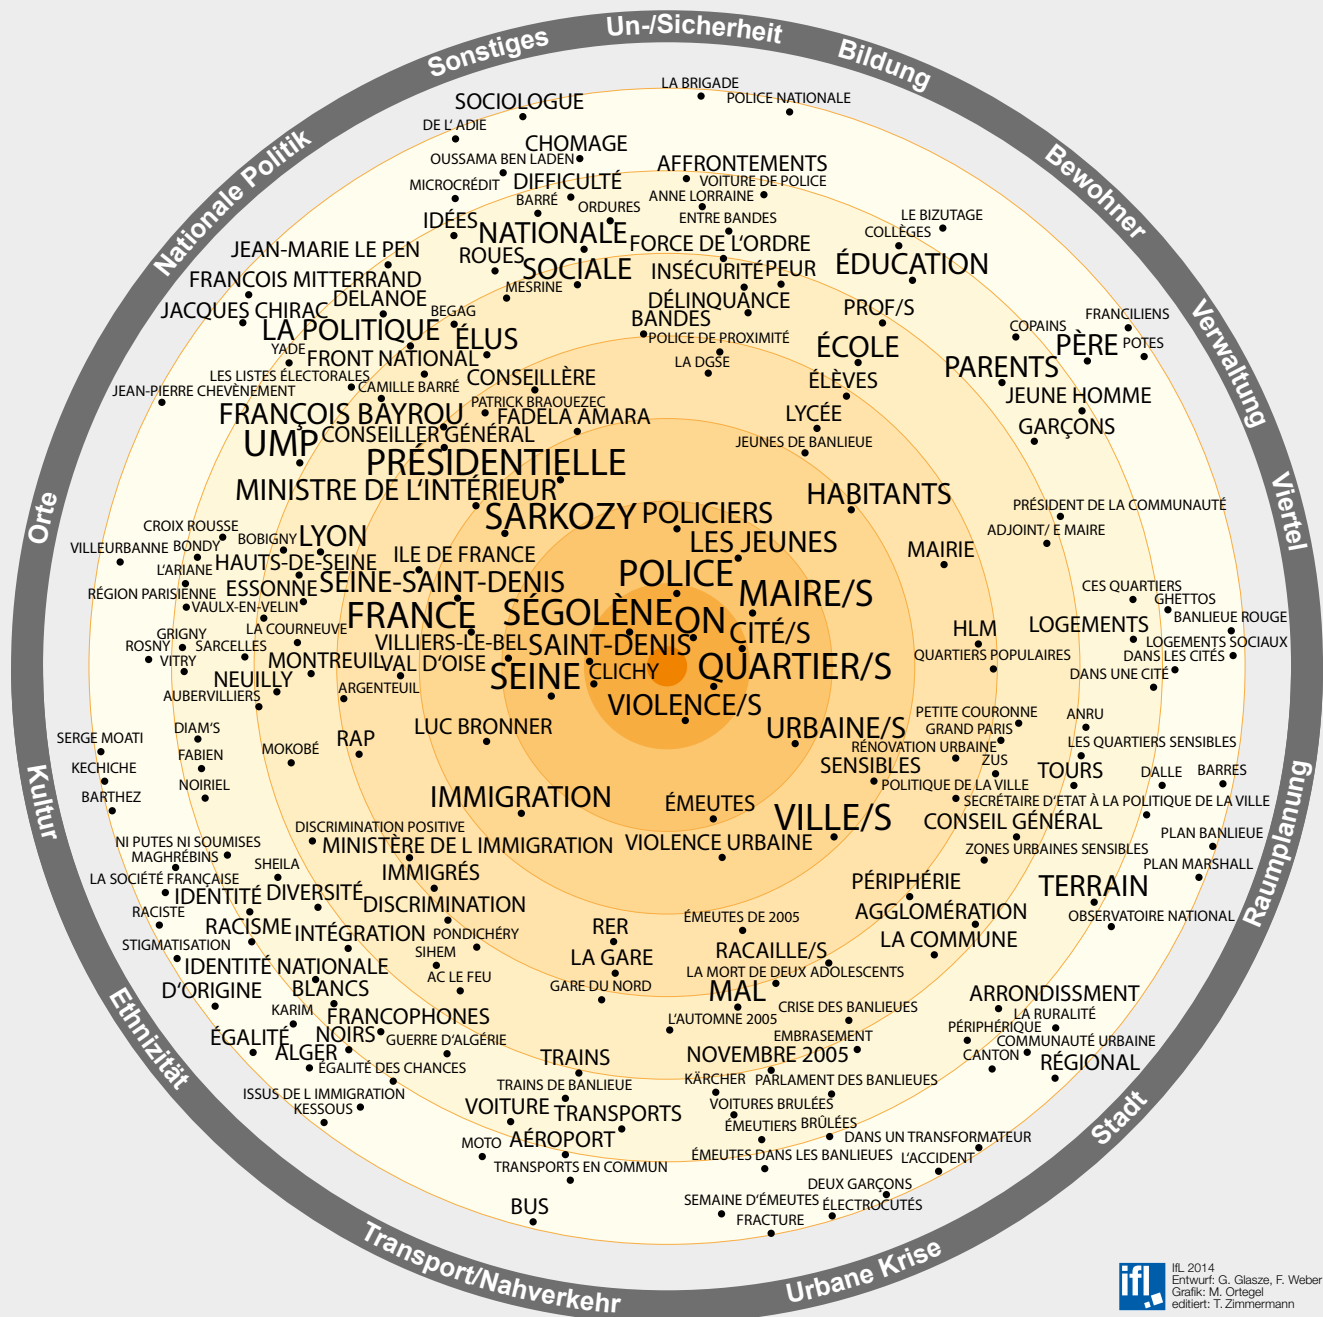 Un-/Sicherheit
Bildung
Bewohner
Verwaltung
Viertel
Raumplanung
Stadt
Urbane Krise
Transport/Nahverkehr
Ethnizität
Kultur
Orte
Nationale Politik
Sonstiges
LA BRIGADE
POLICE NATIONALE
SOCIOLOGUE
DE L' ADIE
CHOMAGE
OUSSAMA BEN LADEN
AFFRONTEMENTS
MICROCRÉDIT
DIFFICULTÉ
VOITURE DE POLICE
BARRÉ
ORDURES
ANNE LORRAINE
IDÉES
NATIONALE
ENTRE BANDES
LE BIZUTAGE
COLLÈGES
JEAN-MARIE LE PEN
ROUES
SOCIALE
FORCE DE L'ORDRE
INSÉCURITÉ
PEUR
ÉDUCATION
FRANCOIS MITTERRAND
MESRINE
JACQUES CHIRAC
DELANOE
BEGAG
DÉLINQUANCE
PROF/S
FRANCILIENS
LA POLITIQUE
ÉLUS
BANDES
COPAINS
PÈRE
POTES
YADE
FRONT NATIONAL
POLICE DE PROXIMITÉ
ÉCOLE
LA DGSE
PARENTS
LES LISTES ÉLECTORALES
CAMILLE BARRÉ
CONSEILLÈRE
ÉLÈVES
JEAN-PIERRE CHEVÈNEMENT
PATRICK BRAOUEZEC
JEUNE HOMME
FRANÇOIS BAYROU
FADELA AMARA
LYCÉE
GARÇONS
UMP
CONSEILLER GÉNÉRAL
JEUNES DE BANLIEUE
PRÉSIDENTIELLE
MINISTRE DE L'INTÉRIEUR
HABITANTS
SARKOZY
POLICIERS
PRÉSIDENT DE LA COMMUNAUTÉ
CROIX ROUSSE
BOBIGNY
LYON
ILE DE FRANCE
LES JEUNES
MAIRIE
ADJOINT/ E MAIRE
VILLEURBANNE
BONDY
HAUTS-DE-SEINE
L'ARIANE
ESSONNE
SEINE-SAINT-DENIS
POLICE
CES QUARTIERS
RÉGION PARISIENNE
VAULX-EN-VELIN
FRANCE
SÉGOLÈNE
ON
MAIRE/S
GHETTOS
BANLIEUE ROUGE
GRIGNY
LA COURNEUVE
CITÉ/S
HLM
LOGEMENTS
ROSNY
SARCELLES
VILLIERS-LE-BEL
SAINT-DENIS
LOGEMENTS SOCIAUX
VITRY
MONTREUIL
VAL D'OISE
CLICHY
QUARTIER/S
QUARTIERS POPULAIRES
DANS LES CITÉS
NEUILLY
ARGENTEUIL
SEINE
DANS UNE CITÉ
AUBERVILLIERS
VIOLENCE/S
DIAM'S
LUC BRONNER
URBAINE/S
PETITE COURONNE
ANRU
SERGE MOATI
RAP
GRAND PARIS
FABIEN
MOKOBÉ
RÉNOVATION URBAINE
LES QUARTIERS SENSIBLES
KECHICHE
SENSIBLES
ZUS
TOURS
DALLE
BARRES
NOIRIEL
POLITIQUE DE LA VILLE
BARTHEZ
IMMIGRATION
ÉMEUTES
SECRÉTAIRE D'ETAT À LA POLITIQUE DE LA VILLE
VILLE/S
CONSEIL GÉNÉRAL
DISCRIMINATION POSITIVE
PLAN BANLIEUE
NI PUTES NI SOUMISES
MINISTÈRE DE L IMMIGRATION
VIOLENCE URBAINE
ZONES URBAINES SENSIBLES
MAGHRÉBINS
SHEILA
PLAN MARSHALL
LA SOCIÉTÉ FRANÇAISE
IMMIGRÉS
PÉRIPHÉRIE
TERRAIN
IDENTITÉ
DIVERSITÉ
DISCRIMINATION
RACISTE
ÉMEUTES DE 2005
AGGLOMÉRATION
OBSERVATOIRE NATIONAL
RACISME
INTÉGRATION
PONDICHÉRY
RER
LA COMMUNE
STIGMATISATION
SIHEM
LA GARE
RACAILLE/S
IDENTITÉ NATIONALE
AC LE FEU
LA MORT DE DEUX ADOLESCENTS
D'ORIGINE
BLANCS
GARE DU NORD
MAL
ARRONDISSMENT
KARIM
FRANCOPHONES
L'AUTOMNE 2005
CRISE DES BANLIEUES
LA RURALITÉ
ÉGALITÉ
NOIRS
GUERRE D'ALGÉRIE
EMBRASEMENT
PÉRIPHÉRIQUE
COMMUNAUTÉ URBAINE
ALGER
TRAINS
NOVEMBRE 2005
CANTON
RÉGIONAL
ÉGALITÉ DES CHANCES
TRAINS DE BANLIEUE
KÄRCHER
PARLAMENT DES BANLIEUES
ISSUS DE L IMMIGRATION
KESSOUS
VOITURE
TRANSPORTS
VOITURES BRULÉES
ÉMEUTIERS
BRÛLÉES
MOTO
AÉROPORT
DANS UN TRANSFORMATEUR
TRANSPORTS EN COMMUN
ÉMEUTES DANS LES BANLIEUES
L'ACCIDENT
DEUX GARÇONS
BUS
SEMAINE D'ÉMEUTES
ÉLECTROCUTÉS
FRACTURE
ifl
IfL 2014
Entwurf: G. Glasze, F. Weber
Grafik: M. Ortegel
editiert: T. Zimmermann